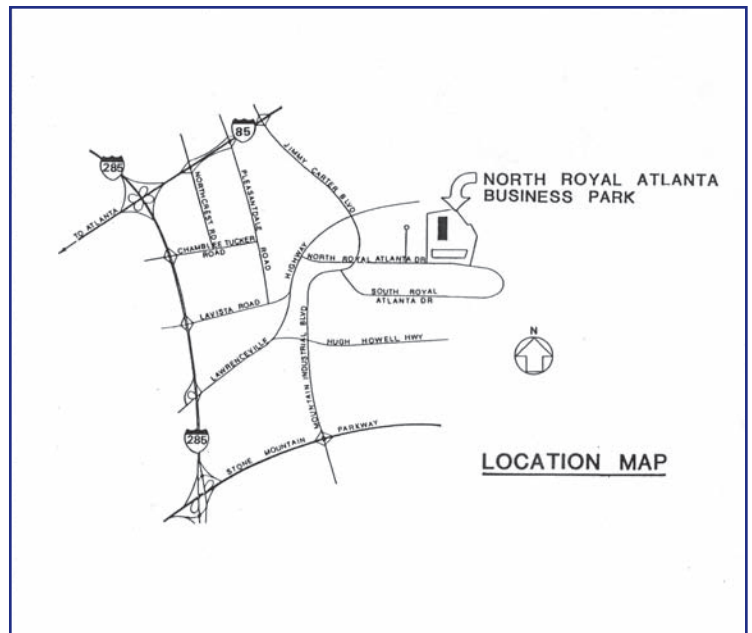 85
285
JIMMY CARTER BLVD
PLEASANTDALE
ROAD
NORTHCREST RD
TO ATLANTA
NORTH ROYAL ATLANTA
BUSINESS PARK
CHAMBLEE TUCKER
ROAD
HIGHWAY
NORTH ROYAL ATLANTA DR
SOUTH ROYAL
ATLANTA DR
LAVISTA ROAD
LAWRENCEVILLE
MOUNTAIN INDUSTRIAL BLVD
HUGH HOWELL HWY
N
285
STONE MOUNTAIN PARKWAY
LOCATION MAP